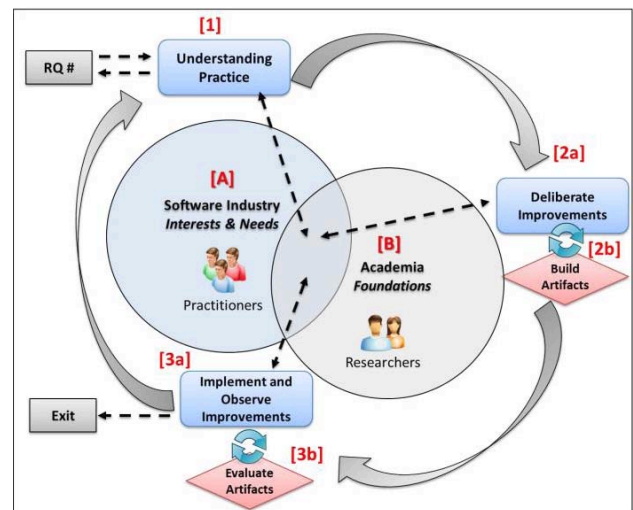 [1]
Understanding
Practice
RQ #
[2a]
Deliberate
Improvements
[2b]
Build
Artifacts
[A]
Software Industry
Interests & Needs
Practitioners
[B]
Academia
Foundations
Researchers
[3a]
Implement and
Observe
Improvements
Exit
[3b]
Evaluate
Artifacts